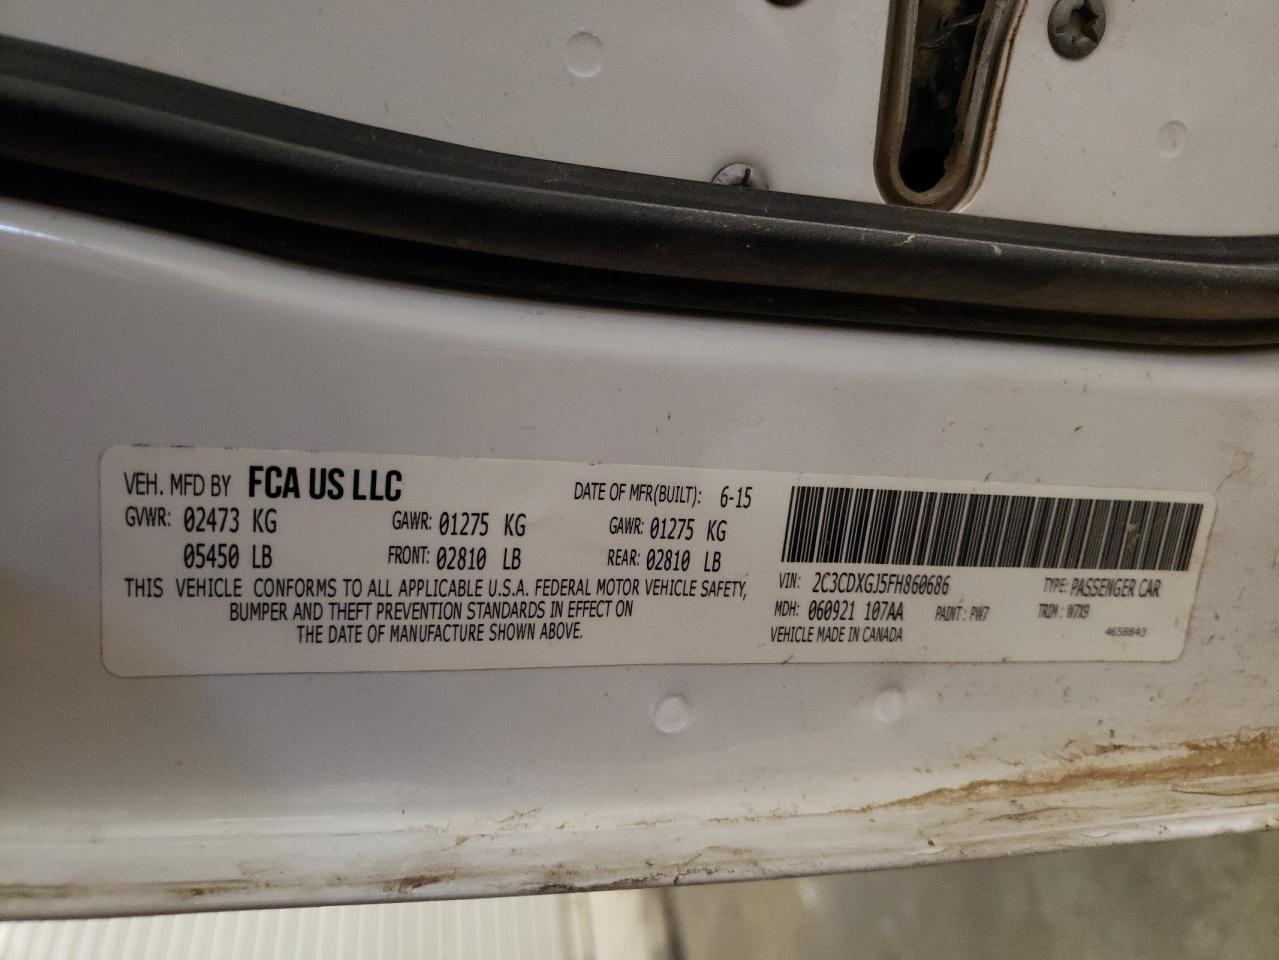 VEH. MFD BY FCA US LLC DATE OF MFR(BUILT): 6-15
GVWR: 02473 KG GAWR: 01275 KG GAWR: 01275 KG
05450 LB FRONT: 02810 LB REAR: 02810 LB
THIS VEHICLE CONFORMS TO ALL APPLICABLE U.S.A. FEDERAL MOTOR VEHICLE SAFETY,
BUMPER AND THEFT PREVENTION STANDARDS IN EFFECT ON
THE DATE OF MANUFACTURE SHOWN ABOVE.
VIN: 2C3CDXGJ5FH860686 TYPE: PASSENGER CAR
MDH: 060921 107AA PAINT: PW7 TRIM: W7X9
VEHICLE MADE IN CANADA 4658843